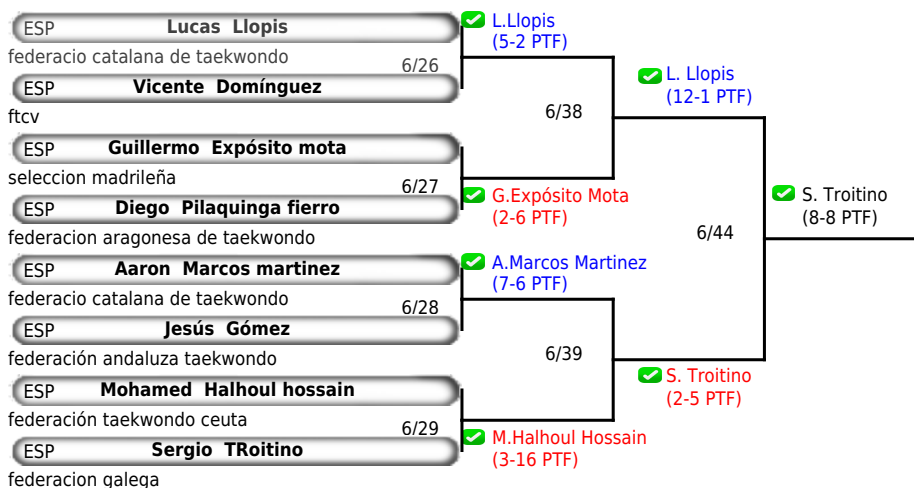 ESP Lucas Llopis
federacio catalana de taekwondo
6/26
ESP Vicente Domínguez
ftcv
ESP Guillermo Expósito mota
seleccion madrileña
6/27
ESP Diego Pilaquinga fierro
federacion aragonesa de taekwondo
ESP Aaron Marcos martinez
federacio catalana de taekwondo
6/28
ESP Jesús Gómez
federación andaluza taekwondo
ESP Mohamed Halhoul hossain
federación taekwondo ceuta
6/29
ESP Sergio TRoitino
federacion galega
L.Llopis
(5-2 PTF)
6/38
G.Expósito Mota
(2-6 PTF)
A.Marcos Martinez
(7-6 PTF)
6/39
M.Halhoul Hossain
(3-16 PTF)
L. Llopis
(12-1 PTF)
6/44
S. Troitino
(2-5 PTF)
S. Troitino
(8-8 PTF)